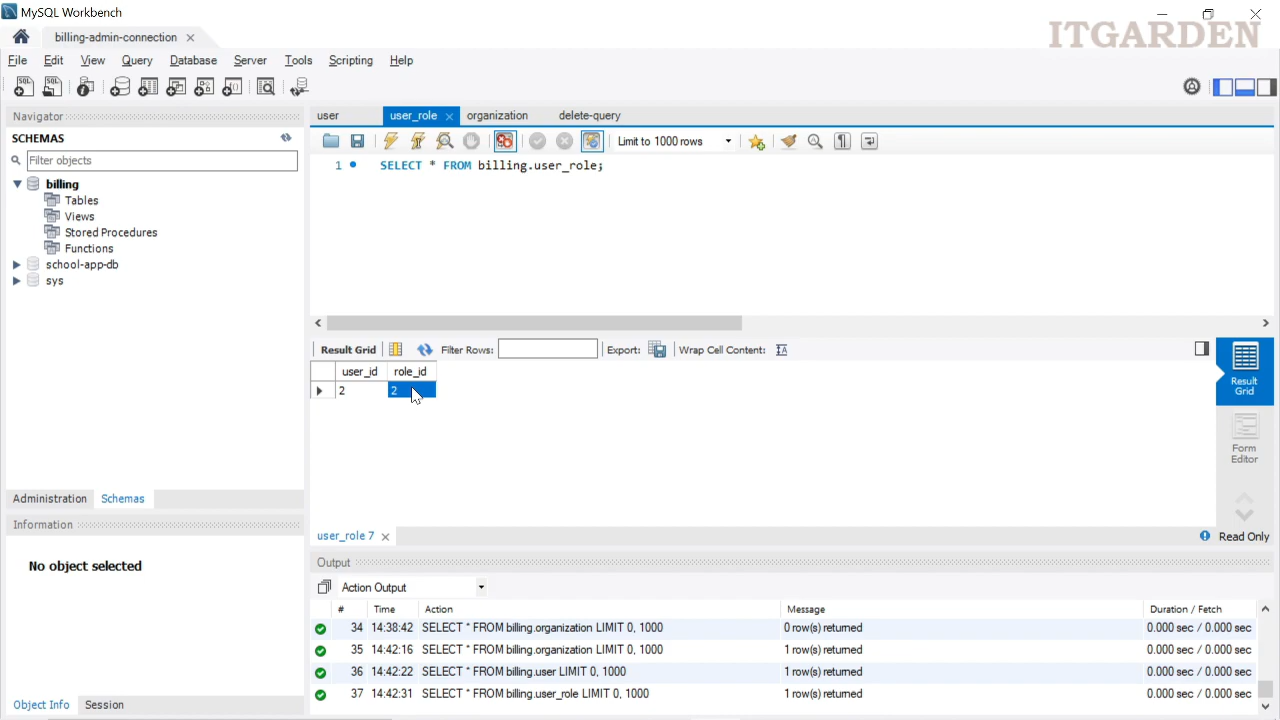 MySQL Workbench
ITGARDEN
billing-admin-connection
File Edit View Query Database Server Tools Scripting Help
Navigator
SCHEMAS
Filter objects
billing
Tables
Views
Stored Procedures
Functions
school-app-db
sys
Administration Schemas
Information
No object selected
Object Info Session
user user_role organization delete-query
Limit to 1000 rows
1 SELECT * FROM billing.user_role;
Result Grid Filter Rows: Export: Wrap Cell Content:
user_id role_id
2 2
Result
Grid
Form
Editor
user_role 7 Read Only
Output
Action Output
# Time Action Message Duration / Fetch
34 14:38:42 SELECT * FROM billing.organization LIMIT 0, 1000 0 row(s) returned 0.000 sec / 0.000 sec
35 14:42:16 SELECT * FROM billing.organization LIMIT 0, 1000 1 row(s) returned 0.000 sec / 0.000 sec
36 14:42:22 SELECT * FROM billing.user LIMIT 0, 1000 1 row(s) returned 0.000 sec / 0.000 sec
37 14:42:31 SELECT * FROM billing.user_role LIMIT 0, 1000 1 row(s) returned 0.000 sec / 0.000 sec